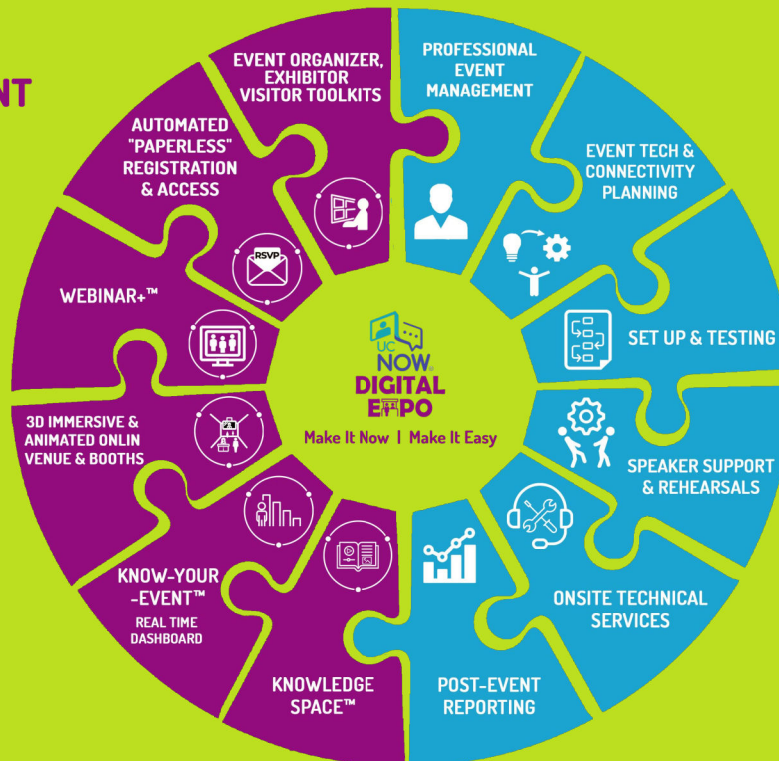 NT
EVENT ORGANIZER,
EXHIBITOR
VISITOR TOOLKITS
PROFESSIONAL
EVENT
MANAGEMENT
AUTOMATED
"PAPERLESS"
REGISTRATION
& ACCESS
EVENT TECH &
CONNECTIVITY
PLANNING
RSVP
WEBINAR+™
SET UP & TESTING
UC
NOW®
DIGITAL
EXPO
Make It Now | Make It Easy
3D IMMERSIVE &
ANIMATED ONLIN
VENUE & BOOTHS
SPEAKER SUPPORT
& REHEARSALS
KNOW-YOUR
-EVENT™
REAL TIME
DASHBOARD
ONSITE TECHNICAL
SERVICES
KNOWLEDGE
SPACE™
POST-EVENT
REPORTING